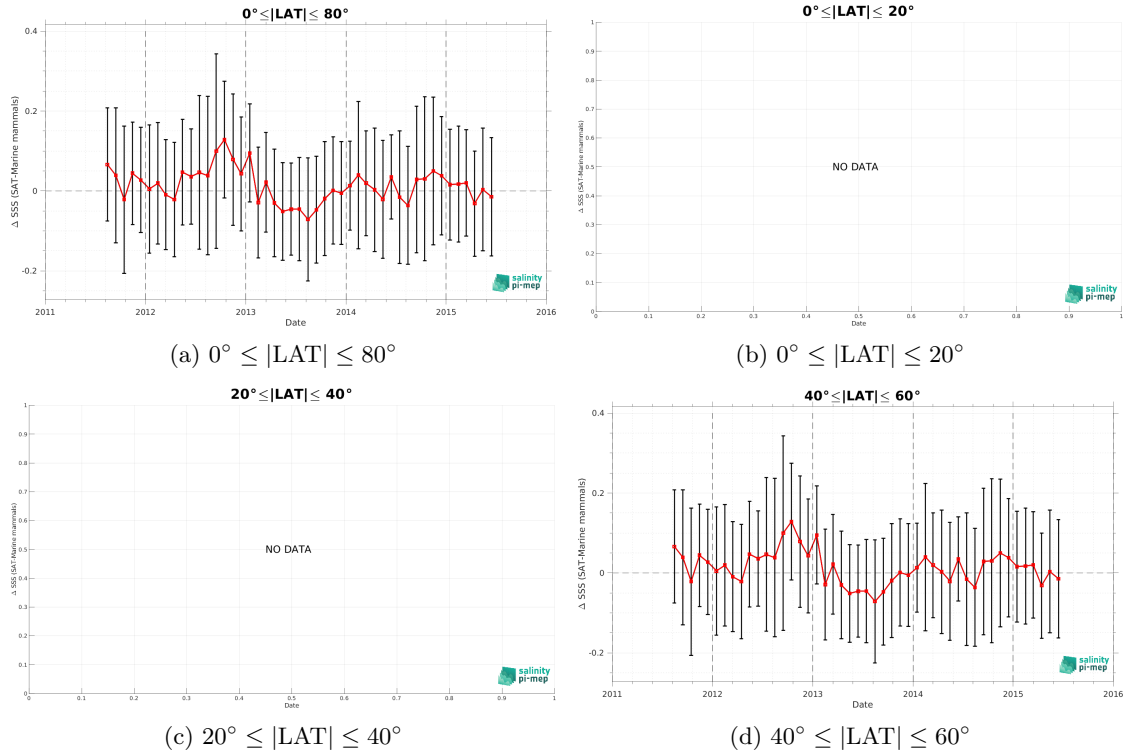 0°≤|LAT|≤ 80°
0.4
0.2
0
-0.2
Δ SSS (SAT-Marine mammals)
2011 2012 2013 2014 2015 2016
Date
salinity
pi-mep
(a) 0° ≤ |LAT| ≤ 80°
0°≤|LAT|≤ 20°
1
0.9
0.8
0.7
0.6
0.5
0.4
0.3
0.2
0.1
0
Δ SSS (SAT-Marine mammals)
NO DATA
0 0.1 0.2 0.3 0.4 0.5 0.6 0.7 0.8 0.9 1
Date
salinity
pi-mep
(b) 0° ≤ |LAT| ≤ 20°
20°≤|LAT|≤ 40°
1
0.9
0.8
0.7
0.6
0.5
0.4
0.3
0.2
0.1
0
Δ SSS (SAT-Marine mammals)
NO DATA
0 0.1 0.2 0.3 0.4 0.5 0.6 0.7 0.8 0.9 1
Date
salinity
pi-mep
(c) 20° ≤ |LAT| ≤ 40°
40°≤|LAT|≤ 60°
0.4
0.2
0
-0.2
Δ SSS (SAT-Marine mammals)
2011 2012 2013 2014 2015 2016
Date
salinity
pi-mep
(d) 40° ≤ |LAT| ≤ 60°